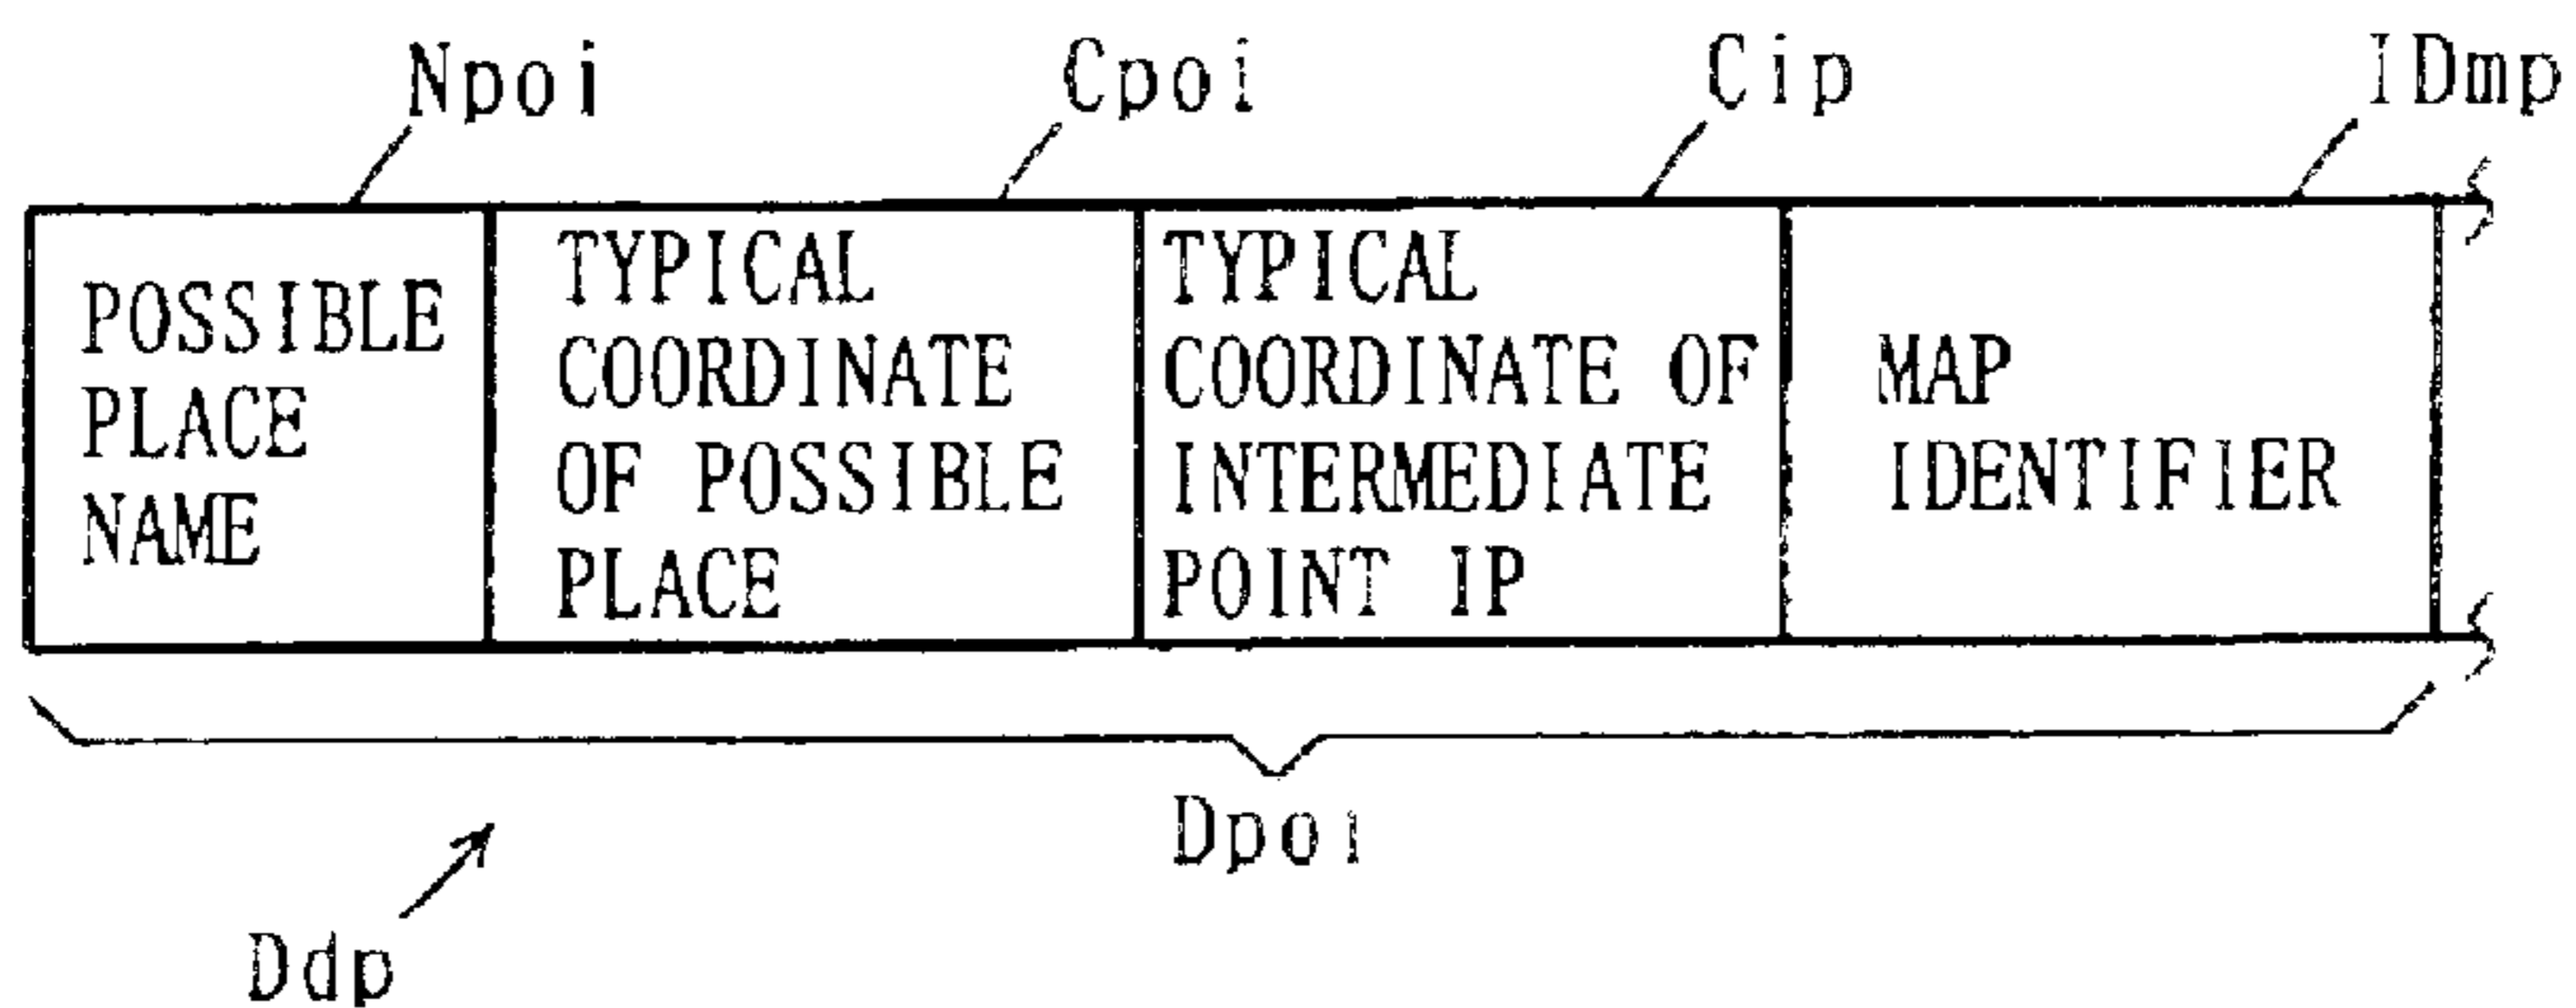 Npoi Cpoi Cip IDmp
POSSIBLE
PLACE
NAME
TYPICAL
COORDINATE
OF POSSIBLE
PLACE
TYPICAL
COORDINATE OF
INTERMEDIATE
POINT IP
MAP
IDENTIFIER
Dpoi
Ddp